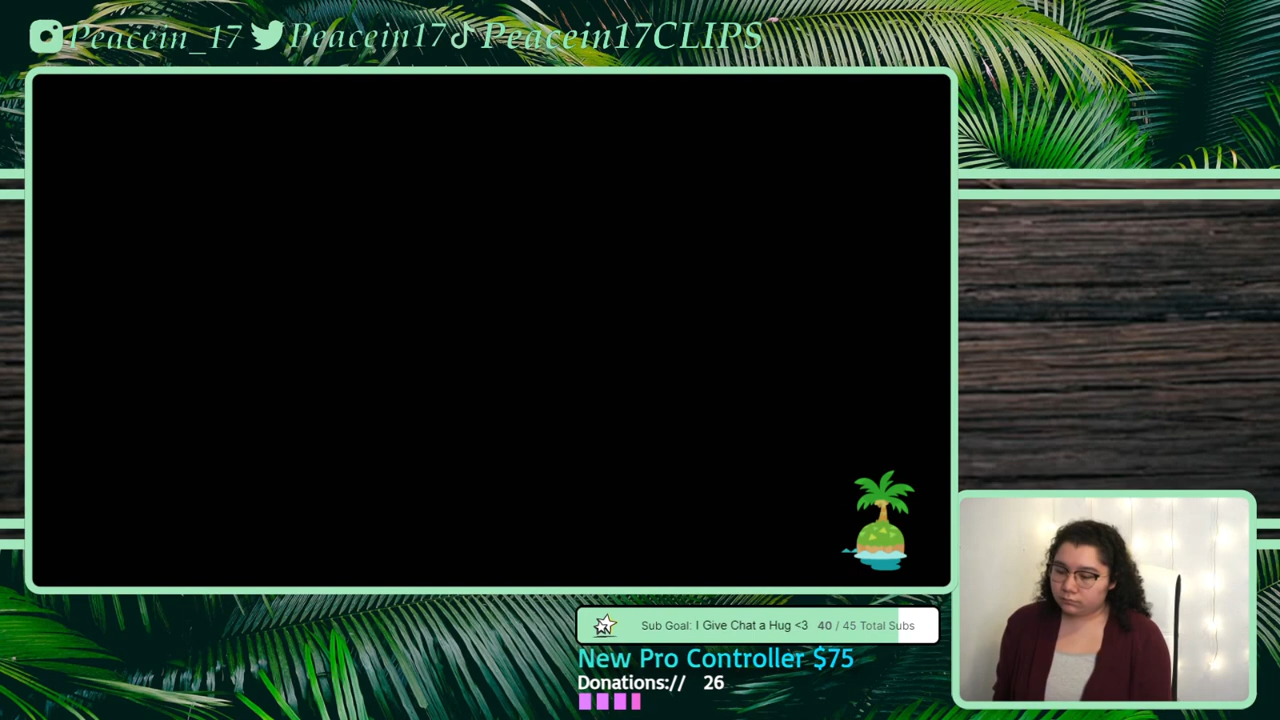 Peacein_17 Peacein17 Peacein17CLIPS
Sub Goal: I Give Chat a Hug <3 40 / 45 Total Subs
New Pro Controller $75
Donations:// 26